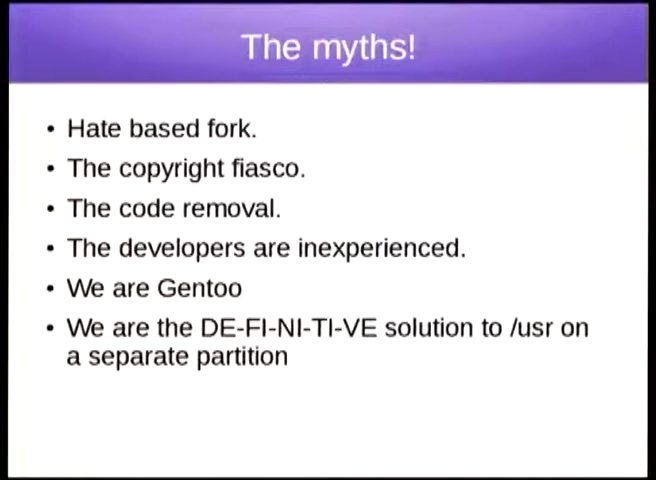 The myths!
• Hate based fork.
• The copyright fiasco.
• The code removal.
• The developers are inexperienced.
• We are Gentoo
• We are the DE-FI-NI-TI-VE solution to /usr on
a separate partition